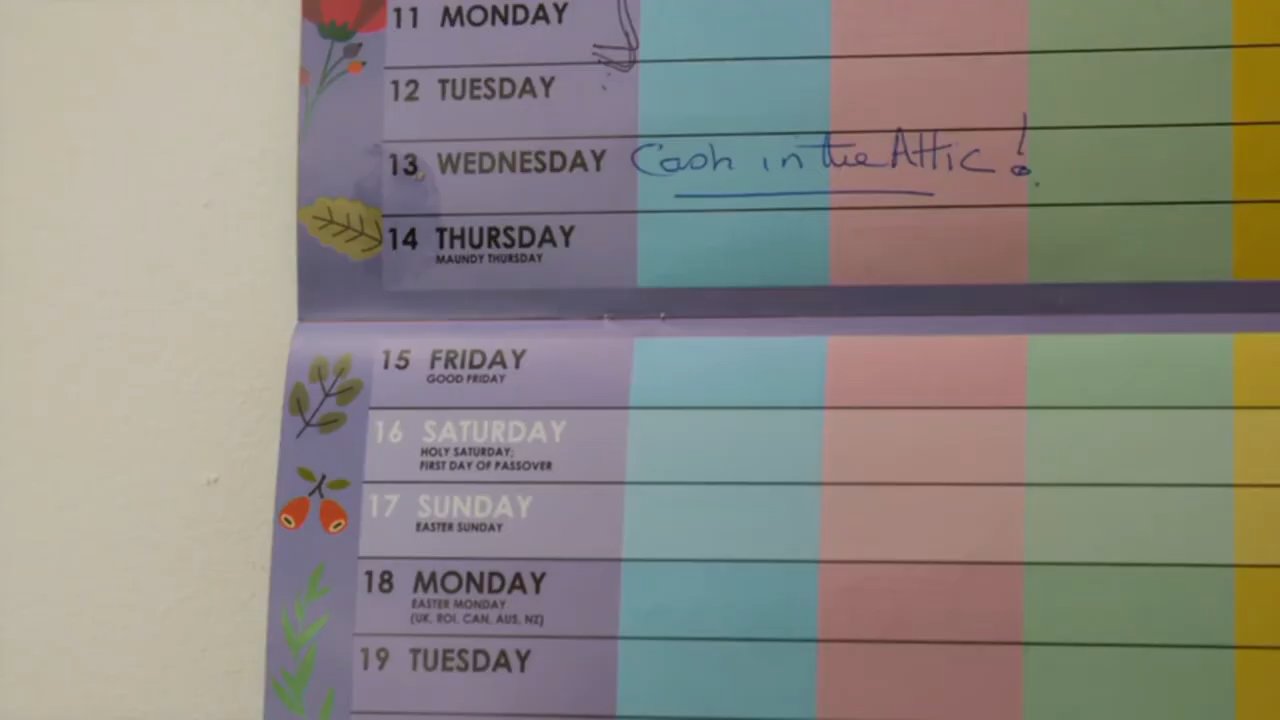 11 MONDAY
12 TUESDAY
13 WEDNESDAY Cash in the Attic!
14 THURSDAY
MAUNDY THURSDAY
15 FRIDAY
GOOD FRIDAY
16 SATURDAY
HOLY SATURDAY;
FIRST DAY OF PASSOVER
17 SUNDAY
EASTER SUNDAY
18 MONDAY
EASTER MONDAY
(UK, ROI, CAN, AUS, NZ)
19 TUESDAY